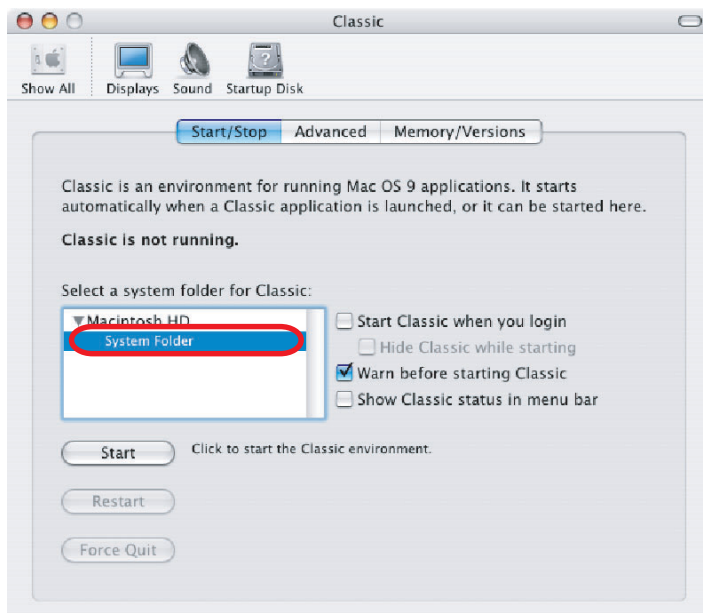 Classic
Show All Displays Sound Startup Disk
Start/Stop Advanced Memory/Versions
Classic is an environment for running Mac OS 9 applications. It starts
automatically when a Classic application is launched, or it can be started here.
Classic is not running.
Select a system folder for Classic:
Macintosh HD
System Folder
Start Classic when you login
Hide Classic while starting
Warn before starting Classic
Show Classic status in menu bar
Start Click to start the Classic environment.
Restart
Force Quit